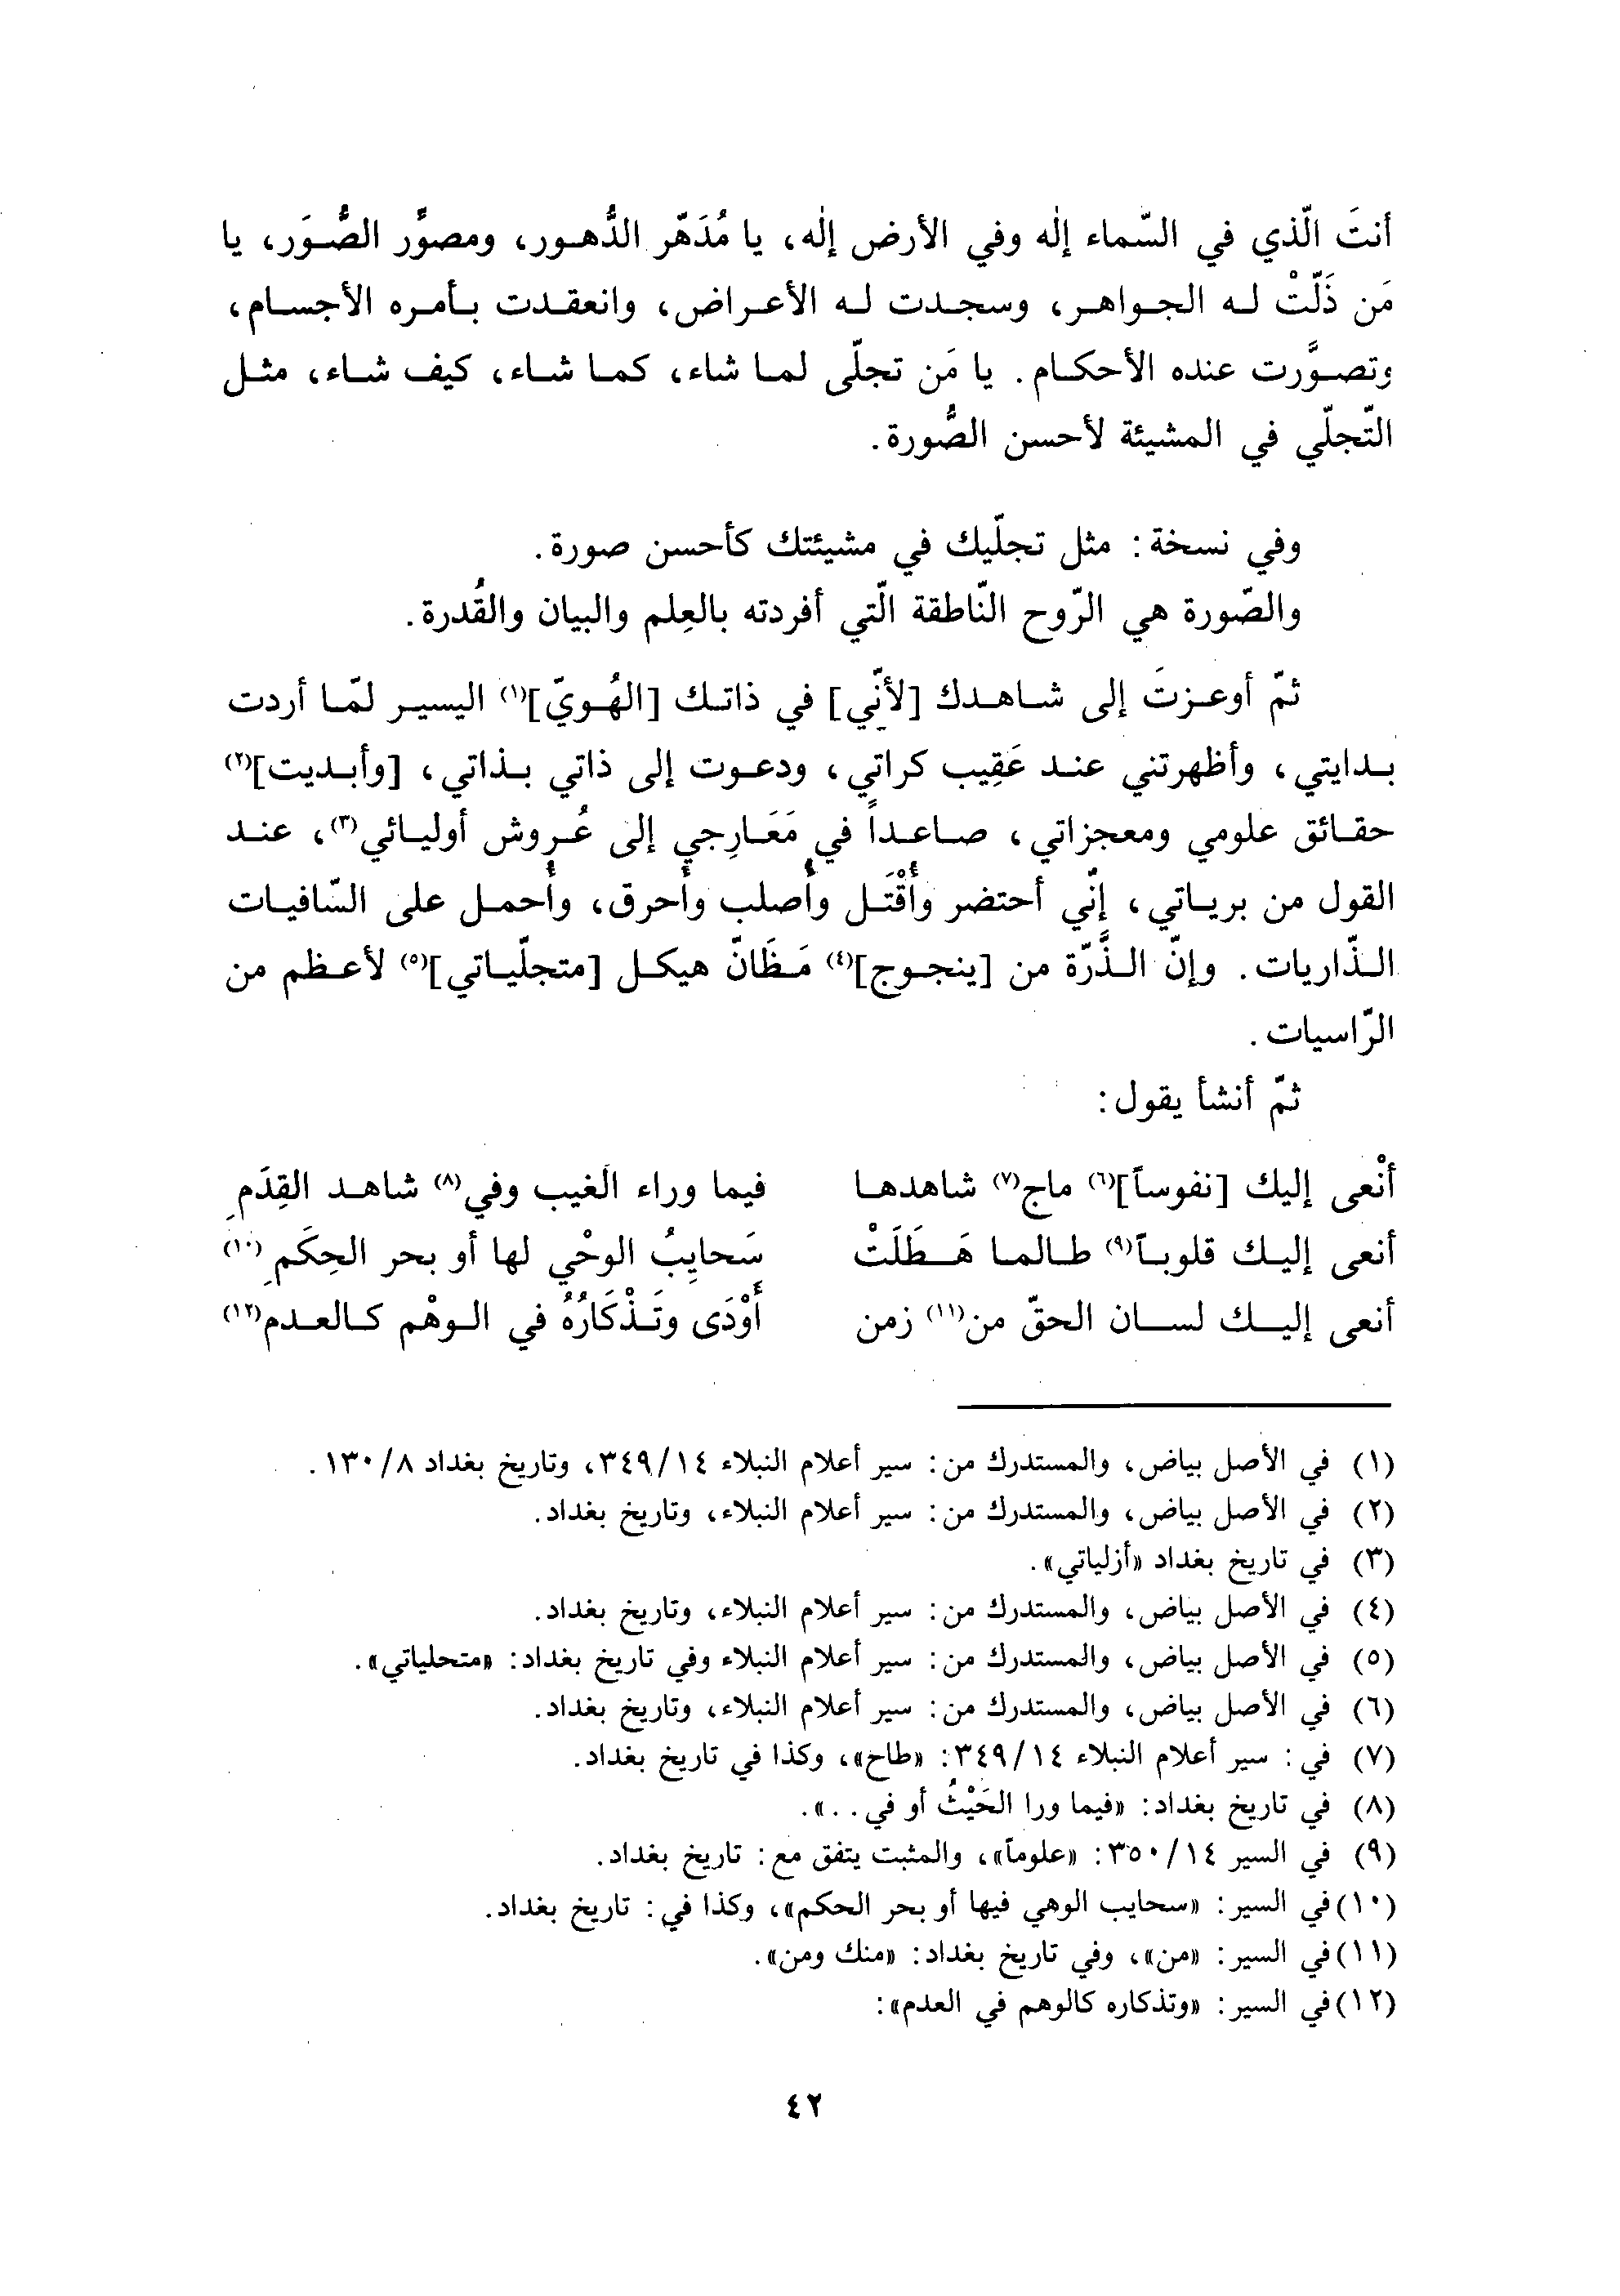 أنتَ الّذي في السّماء إلٰه وفي الأرض إلٰه، يا مُدَهّر الدُّهور، ومصوِّر الصُّوَر، يا
مَن ذَلّتْ له الجواهر، وسجدت له الأعراض، وانعقدت بأمره الأجسام،
وتصوَّرت عنده الأحكام. يا مَن تجلّى لما شاء، كما شاء، كيف شاء، مثل
التّجلّي في المشيئة لأحسن الصُّورة.
وفي نسخة: مثل تجلّيك في مشيئتك كأحسن صورة.
والصّورة هي الرّوح النّاطقة الّتي أفردته بالعِلم والبيان والقُدرة.
ثمّ أوعزتَ إلى شاهدك [لأنّي] في ذاتك [الهُويّ]⁽١⁾ اليسير لمّا أردت
بدايتي، وأظهرتني عند عَقِيب كراتي، ودعوت إلى ذاتي بذاتي، [وأبديت]⁽٢⁾
حقائق علومي ومعجزاتي، صاعداً في مَعَارِجي إلى عُروش أوليائي⁽٣⁾، عند
القول من برياتي، إنّي أحتضر وأُقْتَل وأُصلب وأُحرق، وأُحمل على السّافيات
الذّاريات. وإنّ الذَّرّة من [ينجوج]⁽٤⁾ مَظَانّ هيكل [متجلّياتي]⁽٥⁾ لأعظم من
الرّاسيات.
ثمّ أنشأ يقول:
أنْعى إليك [نفوساً]⁽٦⁾ ماج⁽٧⁾ شاهدها فيما وراء الغيب وفي⁽٨⁾ شاهد القِدَمِ
أنعى إليك قلوباً⁽٩⁾ طالما هَطَلَتْ سَحايِبُ الوحْي لها أو بحر الحِكَمِ⁽١٠⁾
أنعى إليك لسان الحقّ من⁽١١⁾ زمن أَوْدَى وتَذْكَارُهُ في الوهْم كالعدم⁽١٢⁾
(١) في الأصل بياض، والمستدرك من: سير أعلام النبلاء ٣٤٩/١٤، وتاريخ بغداد ١٣٠/٨.
(٢) في الأصل بياض، والمستدرك من: سير أعلام النبلاء، وتاريخ بغداد.
(٣) في تاريخ بغداد «أزلياتي».
(٤) في الأصل بياض، والمستدرك من: سير أعلام النبلاء، وتاريخ بغداد.
(٥) في الأصل بياض، والمستدرك من: سير أعلام النبلاء وفي تاريخ بغداد: «متحلياتي».
(٦) في الأصل بياض، والمستدرك من: سير أعلام النبلاء، وتاريخ بغداد.
(٧) في: سير أعلام النبلاء ٣٤٩/١٤: «طاح»، وكذا في تاريخ بغداد.
(٨) في تاريخ بغداد: «فيما ورا الحَيْثُ أو في..».
(٩) في السير ٣٥٠/١٤: «علوماً»، والمثبت يتفق مع: تاريخ بغداد.
(١٠) في السير: «سحايب الوهي فيها أو بحر الحكم»، وكذا في: تاريخ بغداد.
(١١) في السير: «من»، وفي تاريخ بغداد: «منك ومن».
(١٢) في السير: «وتذكاره كالوهم في العدم»:
٤٢